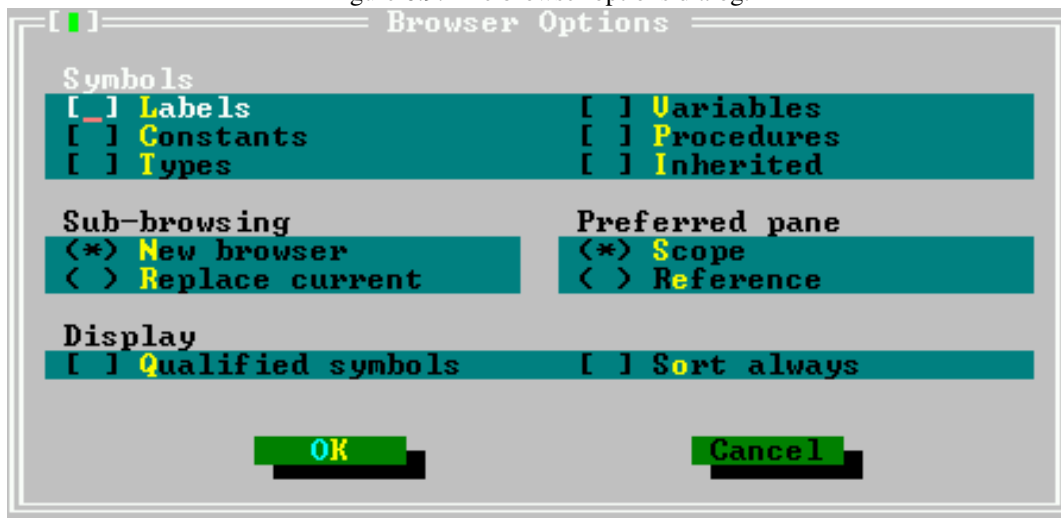 Browser Options
Symbols
[_] Labels [ ] Variables
[ ] Constants [ ] Procedures
[ ] Types [ ] Inherited
Sub-browsing Preferred pane
(*) New browser (*) Scope
( ) Replace current ( ) Reference
Display
[ ] Qualified symbols [ ] Sort always
OK Cancel